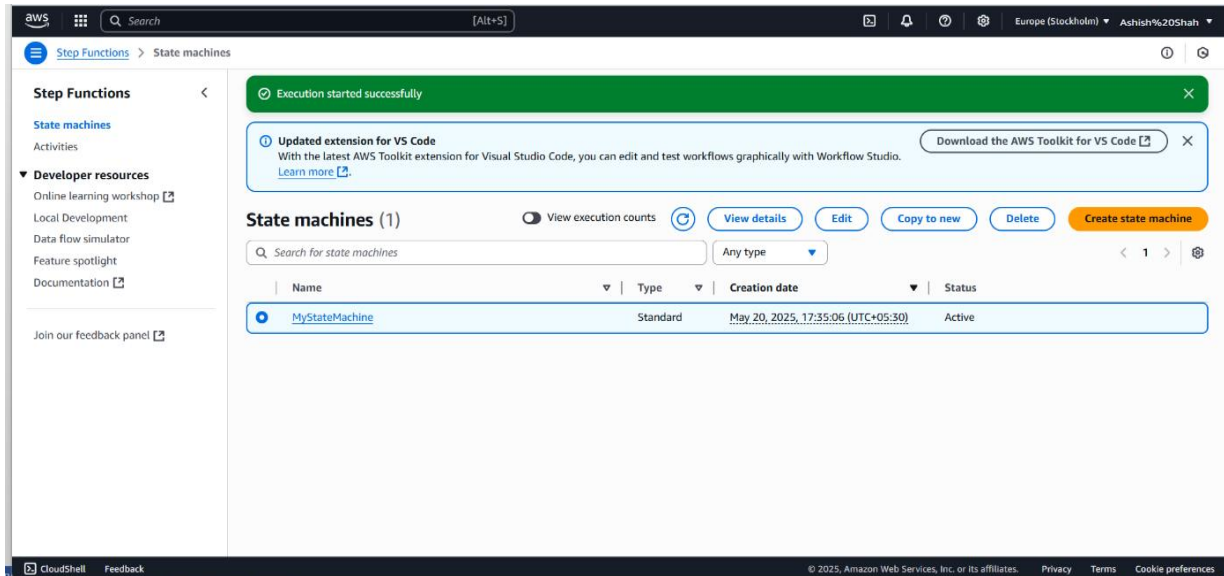 aws Search [Alt+S] Europe (Stockholm) Ashish%20Shah
Step Functions > State machines
Step Functions
State machines
Activities
Developer resources
Online learning workshop
Local Development
Data flow simulator
Feature spotlight
Documentation
Join our feedback panel
Execution started successfully
Updated extension for VS Code
With the latest AWS Toolkit extension for Visual Studio Code, you can edit and test workflows graphically with Workflow Studio.
Learn more.
Download the AWS Toolkit for VS Code
State machines (1) View execution counts View details Edit Copy to new Delete Create state machine
Search for state machines Any type < 1 >
Name Type Creation date Status
MyStateMachine Standard May 20, 2025, 17:35:06 (UTC+05:30) Active
CloudShell Feedback © 2025, Amazon Web Services, Inc. or its affiliates. Privacy Terms Cookie preferences